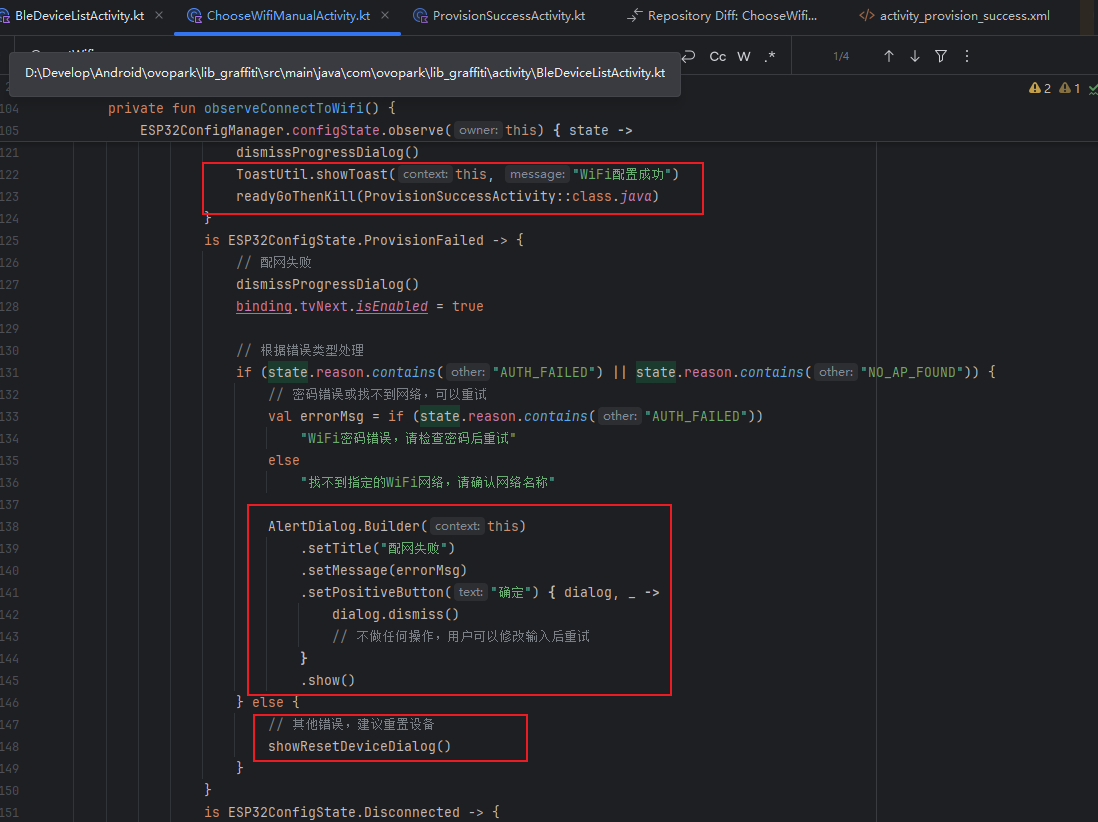 BleDeviceListActivity.kt
ChooseWifiManualActivity.kt
ProvisionSuccessActivity.kt
Repository Diff: ChooseWifi...
activity_provision_success.xml
Cc W .* 1/4
D:\Develop\Android\ovopark\lib_graffiti\src\main\java\com\ovopark\lib_graffiti\activity\BleDeviceListActivity.kt
2 1
104 private fun observeConnectToWifi() {
105 ESP32ConfigManager.configState.observe( owner: this) { state ->
121 dismissProgressDialog()
122 ToastUtil.showToast( context: this, message: "WiFi配置成功")
123 readyGoThenKill(ProvisionSuccessActivity::class.java)
124 }
125 is ESP32ConfigState.ProvisionFailed -> {
126 // 配网失败
127 dismissProgressDialog()
128 binding.tvNext.isEnabled = true
129
130 // 根据错误类型处理
131 if (state.reason.contains( other: "AUTH_FAILED") || state.reason.contains( other: "NO_AP_FOUND")) {
132 // 密码错误或找不到网络，可以重试
133 val errorMsg = if (state.reason.contains( other: "AUTH_FAILED"))
134 "WiFi密码错误，请检查密码后重试"
135 else
136 "找不到指定的WiFi网络，请确认网络名称"
137
138 AlertDialog.Builder( context: this)
139 .setTitle("配网失败")
140 .setMessage(errorMsg)
141 .setPositiveButton( text: "确定") { dialog, _ ->
142 dialog.dismiss()
143 // 不做任何操作，用户可以修改输入后重试
144 }
145 .show()
146 } else {
147 // 其他错误，建议重置设备
148 showResetDeviceDialog()
149 }
150 }
151 is ESP32ConfigState.Disconnected -> {